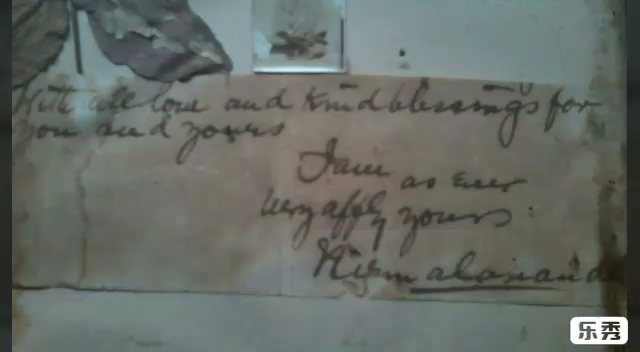 With all love and kind blessings for
you and yours
I am as ever
very affly yours
Nirmalananda
乐秀